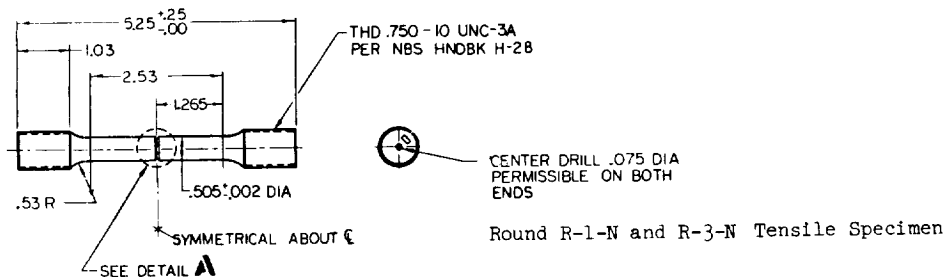 5.25 +.25 -.00
THD .750-10 UNC-3A
PER NBS HNDBK H-28
1.03
2.53
1.265
CENTER DRILL .075 DIA
PERMISSIBLE ON BOTH
ENDS
.505 ±.002 DIA
.53 R
SYMMETRICAL ABOUT ℄
Round R-1-N and R-3-N Tensile Specimen
SEE DETAIL A